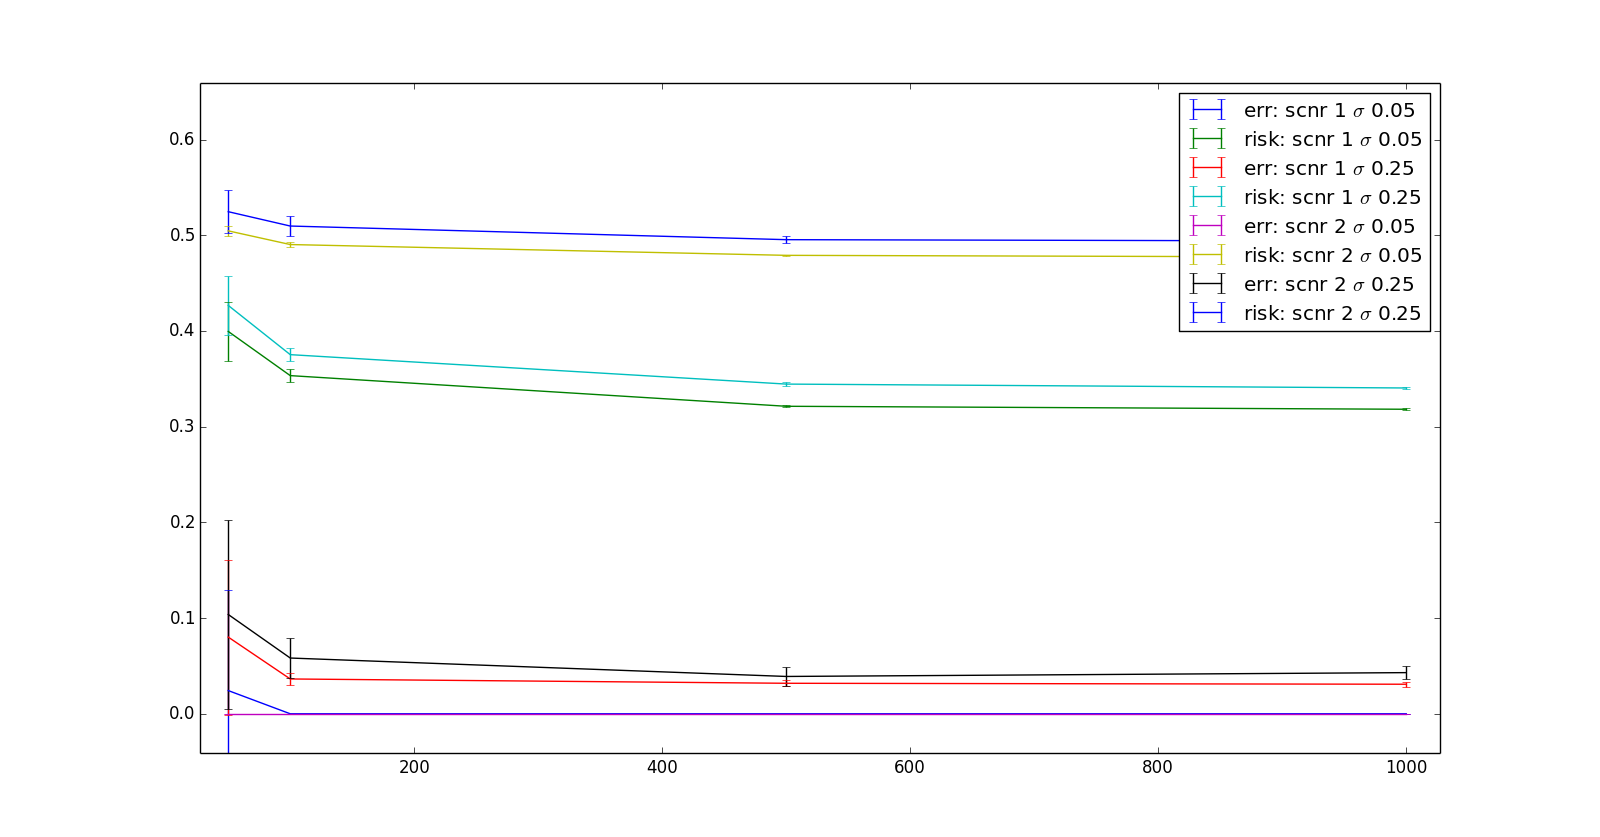 0.6
0.5
0.4
0.3
0.2
0.1
0.0
200
400
600
800
1000
err: scnr 1 σ 0.05
risk: scnr 1 σ 0.05
err: scnr 1 σ 0.25
risk: scnr 1 σ 0.25
err: scnr 2 σ 0.05
risk: scnr 2 σ 0.05
err: scnr 2 σ 0.25
risk: scnr 2 σ 0.25